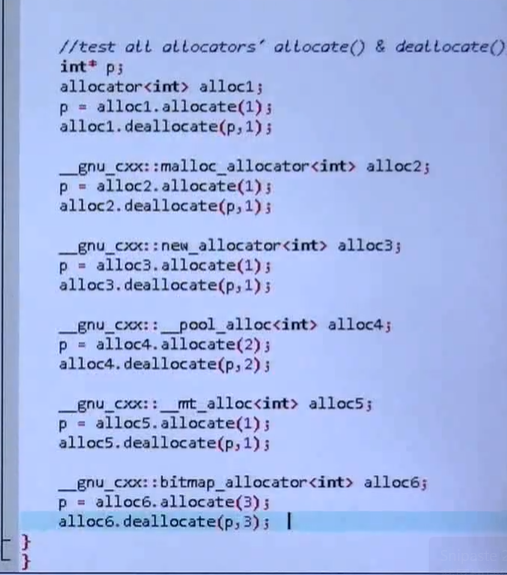 //test all allocators' allocate() & deallocate()
int* p;
allocator<int> alloc1;
p = alloc1.allocate(1);
alloc1.deallocate(p,1);
__gnu_cxx::malloc_allocator<int> alloc2;
p = alloc2.allocate(1);
alloc2.deallocate(p,1);
__gnu_cxx::new_allocator<int> alloc3;
p = alloc3.allocate(1);
alloc3.deallocate(p,1);
__gnu_cxx::__pool_alloc<int> alloc4;
p = alloc4.allocate(2);
alloc4.deallocate(p,2);
__gnu_cxx::__mt_alloc<int> alloc5;
p = alloc5.allocate(1);
alloc5.deallocate(p,1);
__gnu_cxx::bitmap_allocator<int> alloc6;
p = alloc6.allocate(3);
alloc6.deallocate(p,3);
}
}